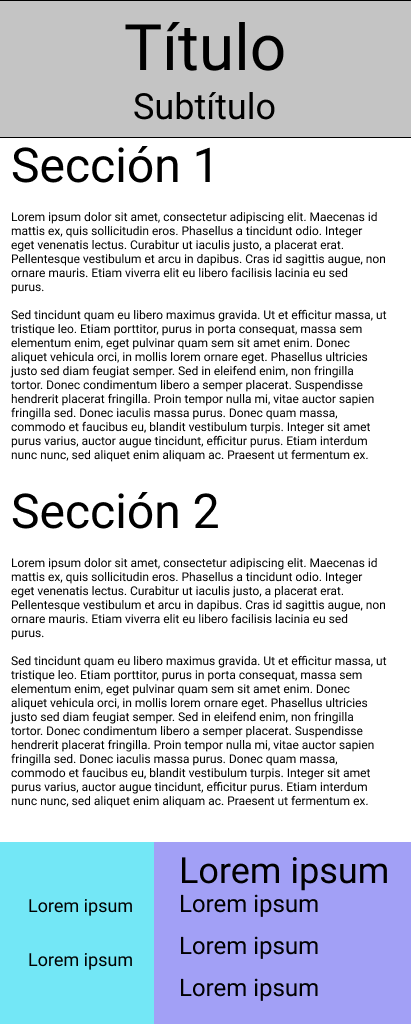 Título
Subtítulo
Sección 1
Lorem ipsum dolor sit amet, consectetur adipiscing elit. Maecenas id
mattis ex, quis sollicitudin eros. Phasellus a tincidunt odio. Integer
eget venenatis lectus. Curabitur ut iaculis justo, a placerat erat.
Pellentesque vestibulum et arcu in dapibus. Cras id sagittis augue, non
ornare mauris. Etiam viverra elit eu libero facilisis lacinia eu sed
purus.
Sed tincidunt quam eu libero maximus gravida. Ut et efficitur massa, ut
tristique leo. Etiam porttitor, purus in porta consequat, massa sem
elementum enim, eget pulvinar quam sem sit amet enim. Donec
aliquet vehicula orci, in mollis lorem ornare eget. Phasellus ultricies
justo sed diam feugiat semper. Sed in eleifend enim, non fringilla
tortor. Donec condimentum libero a semper placerat. Suspendisse
hendrerit placerat fringilla. Proin tempor nulla mi, vitae auctor sapien
fringilla sed. Donec iaculis massa purus. Donec quam massa,
commodo et faucibus eu, blandit vestibulum turpis. Integer sit amet
purus varius, auctor augue tincidunt, efficitur purus. Etiam interdum
nunc nunc, sed aliquet enim aliquam ac. Praesent ut fermentum ex.
Sección 2
Lorem ipsum dolor sit amet, consectetur adipiscing elit. Maecenas id
mattis ex, quis sollicitudin eros. Phasellus a tincidunt odio. Integer
eget venenatis lectus. Curabitur ut iaculis justo, a placerat erat.
Pellentesque vestibulum et arcu in dapibus. Cras id sagittis augue, non
ornare mauris. Etiam viverra elit eu libero facilisis lacinia eu sed
purus.
Sed tincidunt quam eu libero maximus gravida. Ut et efficitur massa, ut
tristique leo. Etiam porttitor, purus in porta consequat, massa sem
elementum enim, eget pulvinar quam sem sit amet enim. Donec
aliquet vehicula orci, in mollis lorem ornare eget. Phasellus ultricies
justo sed diam feugiat semper. Sed in eleifend enim, non fringilla
tortor. Donec condimentum libero a semper placerat. Suspendisse
hendrerit placerat fringilla. Proin tempor nulla mi, vitae auctor sapien
fringilla sed. Donec iaculis massa purus. Donec quam massa,
commodo et faucibus eu, blandit vestibulum turpis. Integer sit amet
purus varius, auctor augue tincidunt, efficitur purus. Etiam interdum
nunc nunc, sed aliquet enim aliquam ac. Praesent ut fermentum ex.
Lorem ipsum
Lorem ipsum
Lorem ipsum
Lorem ipsum
Lorem ipsum
Lorem ipsum